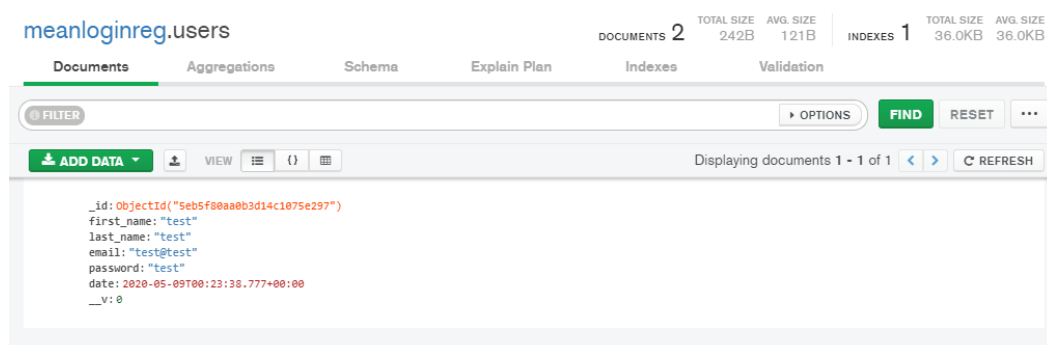 meanloginreg.users
DOCUMENTS 2 TOTAL SIZE 242B AVG. SIZE 121B INDEXES 1 TOTAL SIZE 36.0KB AVG. SIZE 36.0KB
Documents Aggregations Schema Explain Plan Indexes Validation
FILTER OPTIONS FIND RESET ...
ADD DATA VIEW {} Displaying documents 1 - 1 of 1 < > REFRESH
_id: ObjectId("5eb5f80aa0b3d14c1075e297")
first_name: "test"
last_name: "test"
email: "test@test"
password: "test"
date: 2020-05-09T00:23:38.777+00:00
__v: 0